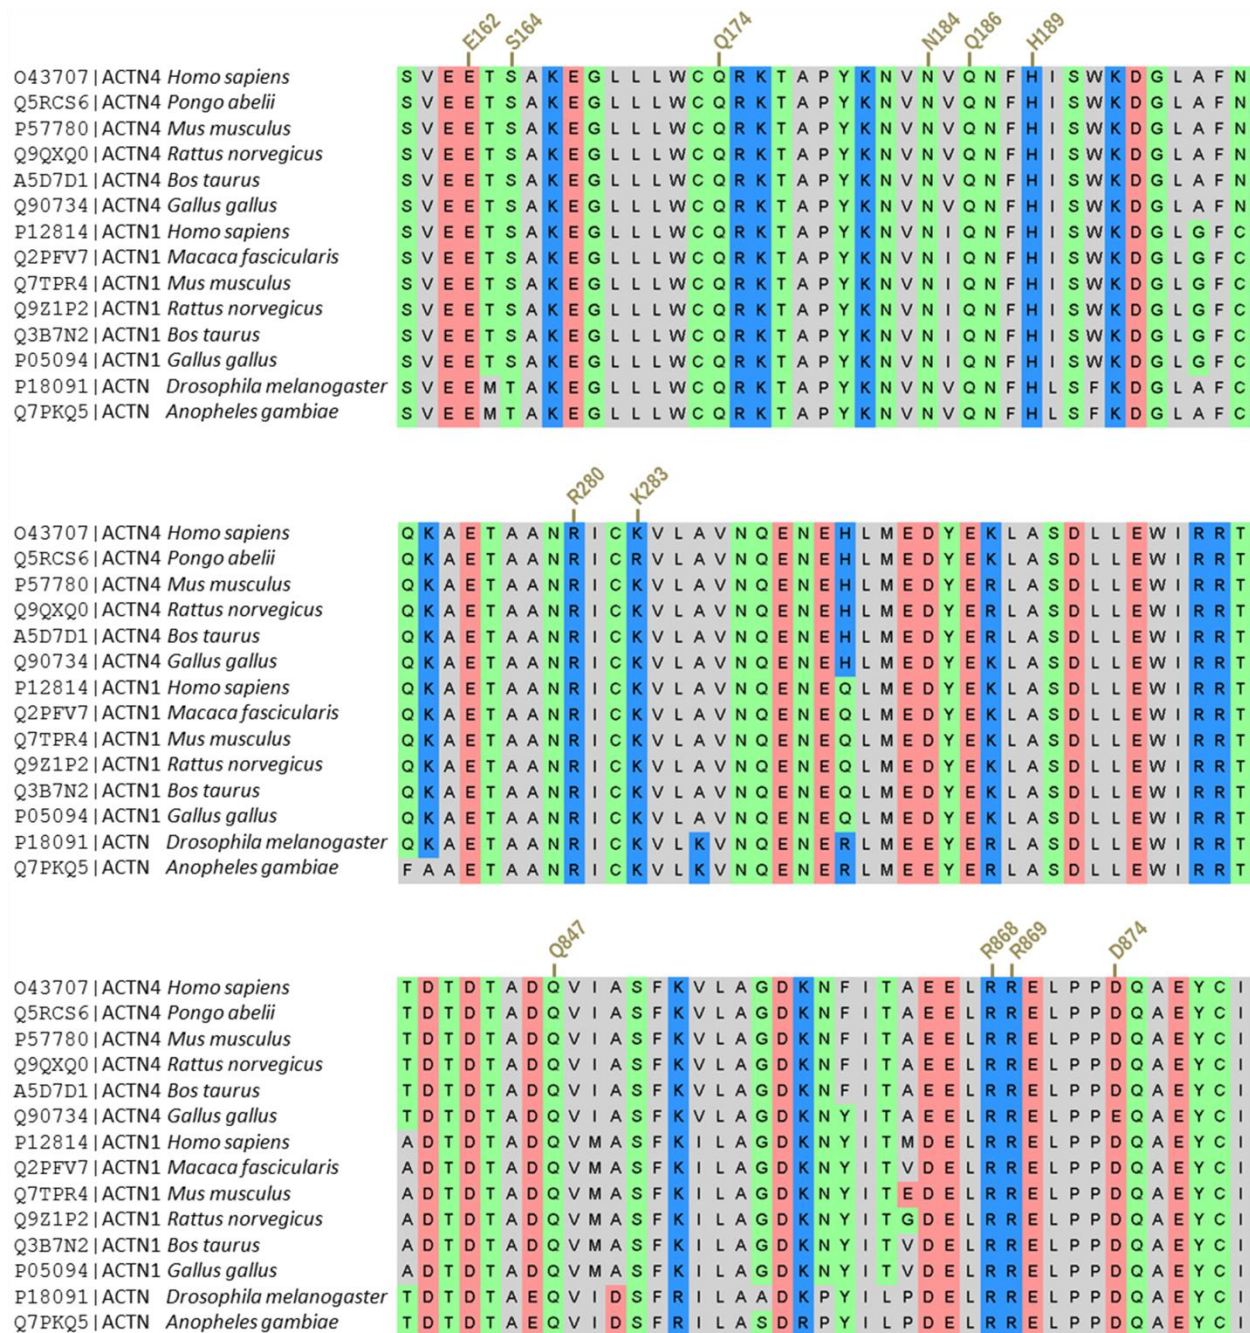 E162 S164 Q174 N184 Q186 H189
O43707|ACTN4 Homo sapiens S V E E T S A K E G L L L W C Q R K T A P Y K N V N V Q N F H I S W K D G L A F N
Q5RCS6|ACTN4 Pongo abelii S V E E T S A K E G L L L W C Q R K T A P Y K N V N V Q N F H I S W K D G L A F N
P57780|ACTN4 Mus musculus S V E E T S A K E G L L L W C Q R K T A P Y K N V N V Q N F H I S W K D G L A F N
Q9QXQ0|ACTN4 Rattus norvegicus S V E E T S A K E G L L L W C Q R K T A P Y K N V N V Q N F H I S W K D G L A F N
A5D7D1|ACTN4 Bos taurus S V E E T S A K E G L L L W C Q R K T A P Y K N V N V Q N F H I S W K D G L A F N
Q90734|ACTN4 Gallus gallus S V E E T S A K E G L L L W C Q R K T A P Y K N V N V Q N F H I S W K D G L A F N
P12814|ACTN1 Homo sapiens S V E E T S A K E G L L L W C Q R K T A P Y K N V N I Q N F H I S W K D G L G F C
Q2PFV7|ACTN1 Macaca fascicularis S V E E T S A K E G L L L W C Q R K T A P Y K N V N I Q N F H I S W K D G L G F C
Q7TPR4|ACTN1 Mus musculus S V E E T S A K E G L L L W C Q R K T A P Y K N V N I Q N F H I S W K D G L G F C
Q9Z1P2|ACTN1 Rattus norvegicus S V E E T S A K E G L L L W C Q R K T A P Y K N V N I Q N F H I S W K D G L G F C
Q3B7N2|ACTN1 Bos taurus S V E E T S A K E G L L L W C Q R K T A P Y K N V N I Q N F H I S W K D G L G F C
P05094|ACTN1 Gallus gallus S V E E T S A K E G L L L W C Q R K T A P Y K N V N I Q N F H I S W K D G L G F C
P18091|ACTN Drosophila melanogaster S V E E M T A K E G L L L W C Q R K T A P Y K N V N V Q N F H L S F K D G L A F C
Q7PKQ5|ACTN Anopheles gambiae S V E E M T A K E G L L L W C Q R K T A P Y K N V N V Q N F H L S F K D G L A F C
R280 K283
O43707|ACTN4 Homo sapiens Q K A E T A A N R I C K V L A V N Q E N E H L M E D Y E K L A S D L L E W I R R T
Q5RCS6|ACTN4 Pongo abelii Q K A E T A A N R I C R V L A V N Q E N E H L M E D Y E K L A S D L L E W I R R T
P57780|ACTN4 Mus musculus Q K A E T A A N R I C K V L A V N Q E N E H L M E D Y E K L A S D L L E W I R R T
Q9QXQ0|ACTN4 Rattus norvegicus Q K A E T A A N R I C K V L A V N Q E N E H L M E D Y E R L A S D L L E W I R R T
A5D7D1|ACTN4 Bos taurus Q K A E T A A N R I C K V L A V N Q E N E H L M E D Y E R L A S D L L E W I R R T
Q90734|ACTN4 Gallus gallus Q K A E T A A N R I C K V L A V N Q E N E H L M E D Y E K L A S D L L E W I R R T
P12814|ACTN1 Homo sapiens Q K A E T A A N R I C K V L A V N Q E N E Q L M E D Y E K L A S D L L E W I R R T
Q2PFV7|ACTN1 Macaca fascicularis Q K A E T A A N R I C K V L A V N Q E N E Q L M E D Y E K L A S D L L E W I R R T
Q7TPR4|ACTN1 Mus musculus Q K A E T A A N R I C K V L A V N Q E N E Q L M E D Y E K L A S D L L E W I R R T
Q9Z1P2|ACTN1 Rattus norvegicus Q K A E T A A N R I C K V L A V N Q E N E Q L M E D Y E K L A S D L L E W I R R T
Q3B7N2|ACTN1 Bos taurus Q K A E T A A N R I C K V L A V N Q E N E Q L M E D Y E K L A S D L L E W I R R T
P05094|ACTN1 Gallus gallus Q K A E T A A N R I C K V L A V N Q E N E Q L M E D Y E K L A S D L L E W I R R T
P18091|ACTN Drosophila melanogaster Q K A E T A A N R I C K V L K V N Q E N E R L M E E Y E R L A S D L L E W I R R T
Q7PKQ5|ACTN Anopheles gambiae F A A E T A A N R I C K V L K V N Q E N E R L M E E Y E R L A S D L L E W I R R T
Q847 R868 R869 D874
O43707|ACTN4 Homo sapiens T D T D T A D Q V I A S F K V L A G D K N F I T A E E L R R E L P P D Q A E Y C I
Q5RCS6|ACTN4 Pongo abelii T D T D T A D Q V I A S F K V L A G D K N F I T A E E L R R E L P P D Q A E Y C I
P57780|ACTN4 Mus musculus T D T D T A D Q V I A S F K V L A G D K N F I T A E E L R R E L P P D Q A E Y C I
Q9QXQ0|ACTN4 Rattus norvegicus T D T D T A D Q V I A S F K V L A G D K N F I T A E E L R R E L P P D Q A E Y C I
A5D7D1|ACTN4 Bos taurus T D T D T A D Q V I A S F K V L A G D K N F I T A E E L R R E L P P D Q A E Y C I
Q90734|ACTN4 Gallus gallus T D T D T A D Q V I A S F K V L A G D K N Y I T A E E L R R E L P P E Q A E Y C I
P12814|ACTN1 Homo sapiens A D T D T A D Q V M A S F K I L A G D K N Y I T M D E L R R E L P P D Q A E Y C I
Q2PFV7|ACTN1 Macaca fascicularis A D T D T A D Q V M A S F K I L A G D K N Y I T V D E L R R E L P P D Q A E Y C I
Q7TPR4|ACTN1 Mus musculus A D T D T A D Q V M A S F K I L A G D K N Y I T E D E L R R E L P P D Q A E Y C I
Q9Z1P2|ACTN1 Rattus norvegicus A D T D T A D Q V M A S F K I L A G D K N Y I T G D E L R R E L P P D Q A E Y C I
Q3B7N2|ACTN1 Bos taurus A D T D T A D Q V M A S F K I L A G D K N Y I T V D E L R R E L P P D Q A E Y C I
P05094|ACTN1 Gallus gallus A D T D T A D Q V M A S F K I L A G D K N Y I T V D E L R R E L P P D Q A E Y C I
P18091|ACTN Drosophila melanogaster T D T D T A E Q V I D S F R I L A A D K P Y I L P D E L R R E L P P D Q A E Y C I
Q7PKQ5|ACTN Anopheles gambiae T D T D T A E Q V I D S F R I L A S D R P Y I L P D E L R R E L P P D Q A E Y C I